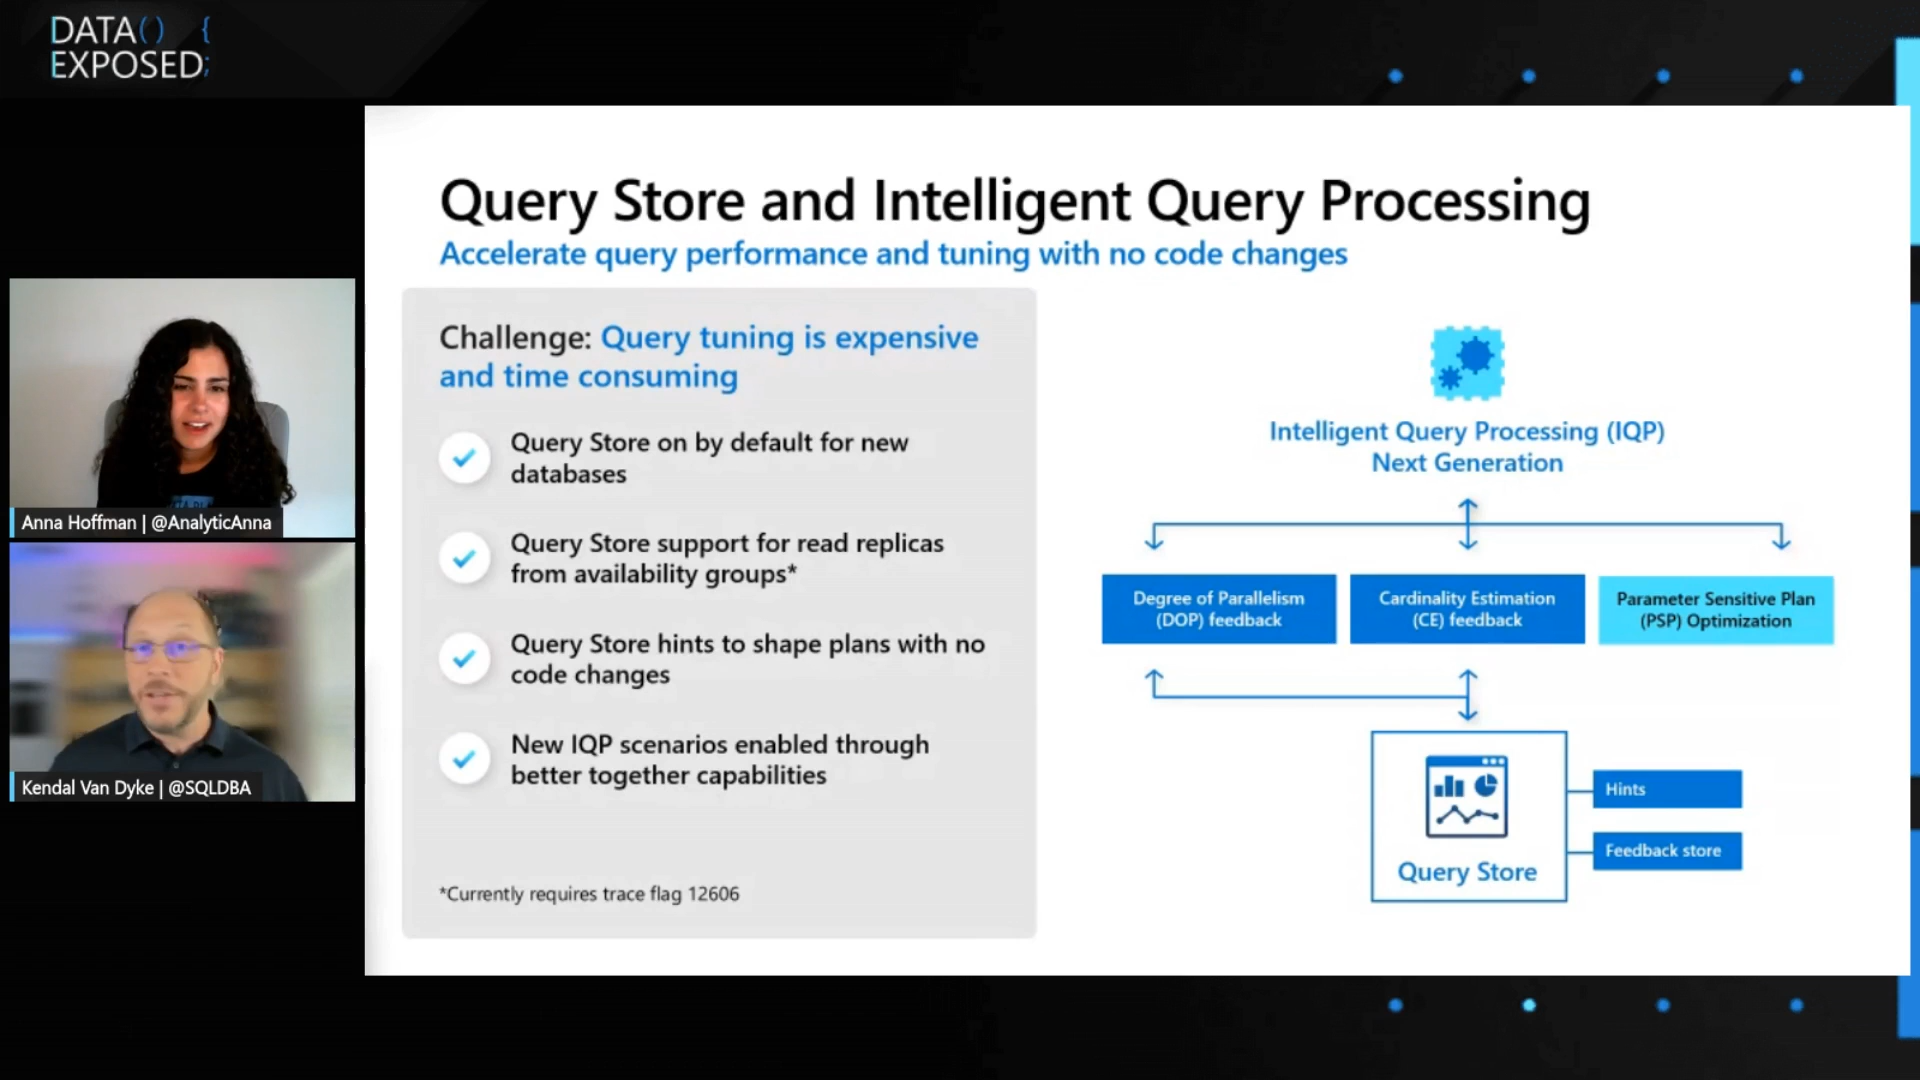 DATA() {
EXPOSED;
Query Store and Intelligent Query Processing
Accelerate query performance and tuning with no code changes
Challenge: Query tuning is expensive
and time consuming
Query Store on by default for new
databases
Query Store support for read replicas
from availability groups*
Query Store hints to shape plans with no
code changes
New IQP scenarios enabled through
better together capabilities
*Currently requires trace flag 12606
Intelligent Query Processing (IQP)
Next Generation
Degree of Parallelism
(DOP) feedback
Cardinality Estimation
(CE) feedback
Parameter Sensitive Plan
(PSP) Optimization
Query Store
Hints
Feedback store
Anna Hoffman | @AnalyticAnna
Kendal Van Dyke | @SQLDBA